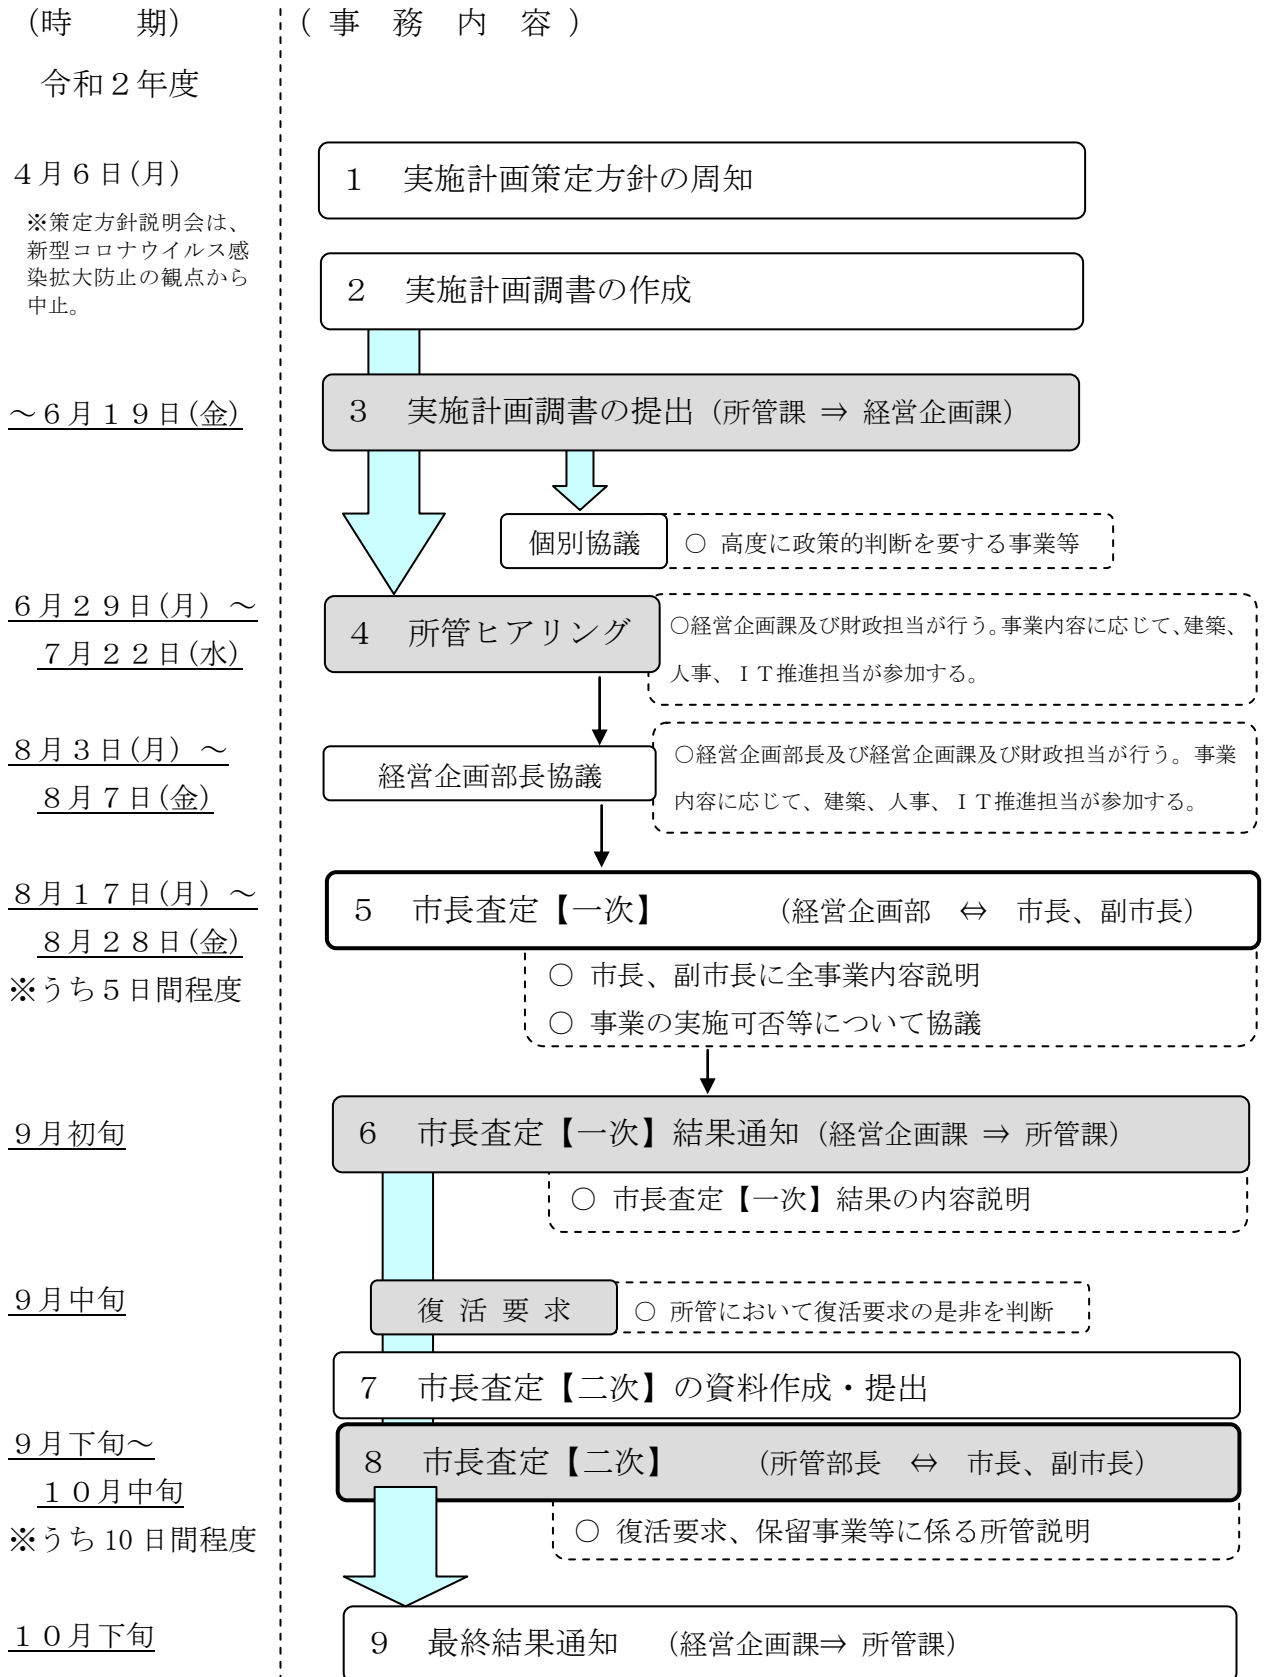 (時　　期)
(事　務　内　容)
令和２年度
４月６日(月)
１　実施計画策定方針の周知
※策定方針説明会は、
新型コロナウイルス感
染拡大防止の観点から
中止。
２　実施計画調書の作成
～６月１９日(金)
３　実施計画調書の提出（所管課 ⇒ 経営企画課）
個別協議
○ 高度に政策的判断を要する事業等
６月２９日(月) ～
７月２２日(水)
４　所管ヒアリング
○経営企画課及び財政担当が行う。事業内容に応じて、建築、
人事、ＩＴ推進担当が参加する。
８月３日(月) ～
８月７日(金)
経営企画部長協議
○経営企画部長及び経営企画課及び財政担当が行う。事業
内容に応じて、建築、人事、ＩＴ推進担当が参加する。
８月１７日(月) ～
８月２８日(金)
※うち５日間程度
５　市長査定【一次】　　（経営企画部 ⇔ 市長、副市長）
○ 市長、副市長に全事業内容説明
○ 事業の実施可否等について協議
９月初旬
６　市長査定【一次】結果通知（経営企画課 ⇒ 所管課）
○ 市長査定【一次】結果の内容説明
９月中旬
復 活 要 求
○ 所管において復活要求の是非を判断
７　市長査定【二次】の資料作成・提出
９月下旬～
１０月中旬
※うち 10 日間程度
８　市長査定【二次】　　（所管部長 ⇔ 市長、副市長）
○ 復活要求、保留事業等に係る所管説明
１０月下旬
９　最終結果通知　（経営企画課⇒ 所管課）